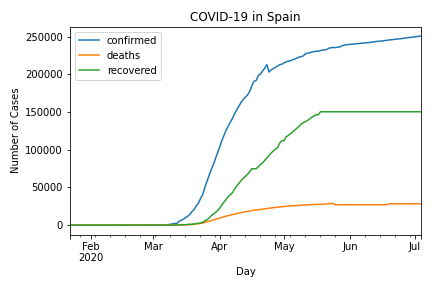 COVID-19 in Spain
confirmed
deaths
recovered
Number of Cases
250000
200000
150000
100000
50000
0
Feb
2020
Mar
Apr
May
Jun
Jul
Day